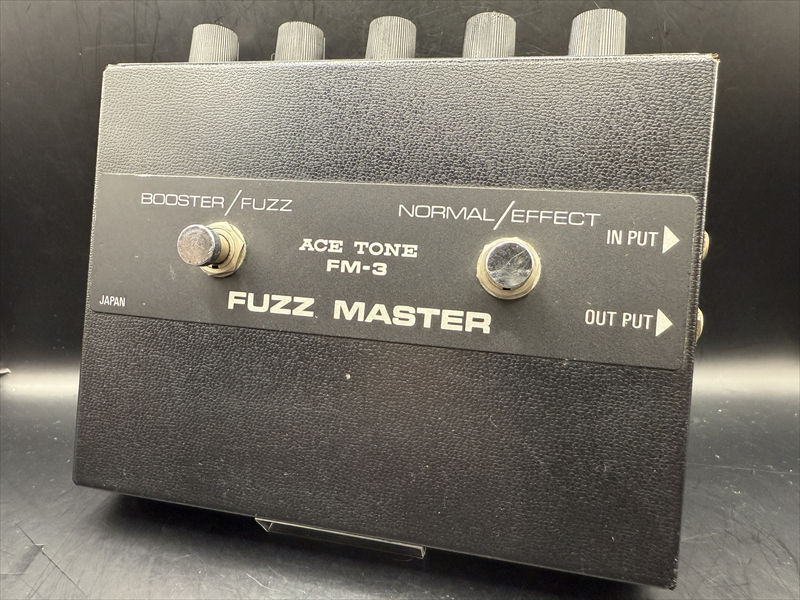 BOOSTER/FUZZ
NORMAL/EFFECT
IN PUT
ACE TONE
FM-3
JAPAN
FUZZ MASTER
OUT PUT